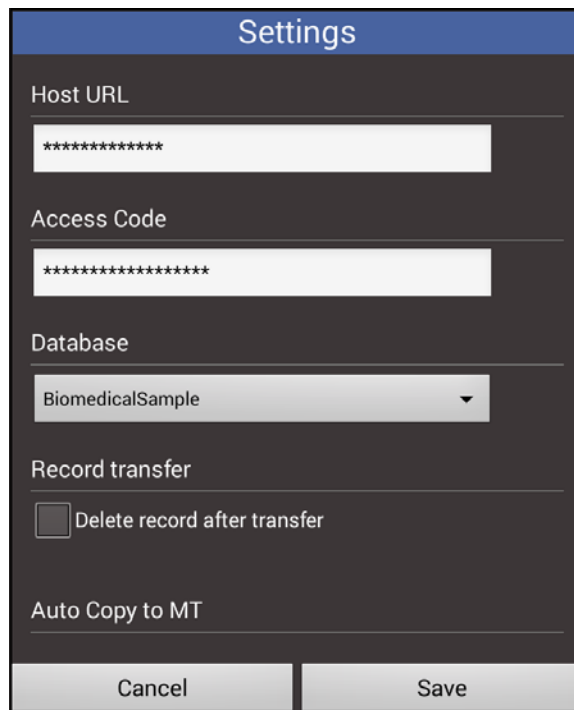 Settings
Host URL
*************
Access Code
******************
Database
BiomedicalSample
Record transfer
Delete record after transfer
Auto Copy to MT
Cancel
Save